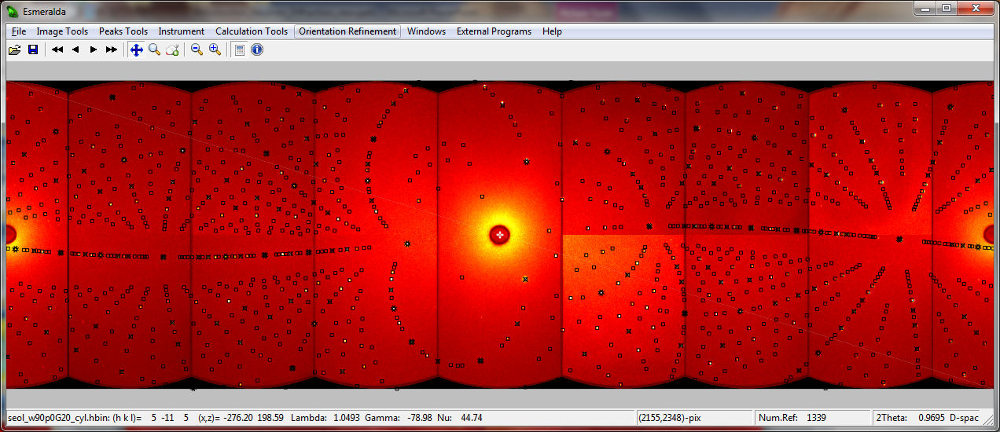 Esmeralda
File Image Tools Peaks Tools Instrument Calculation Tools Orientation Refinement Windows External Programs Help
seol_w90p0G20_cyl.hbin: (h k l)= 5 -11 5 (x,z)= -276.20 198.59 Lambda: 1.0493 Gamma: -78.98 Nu: 44.74 (2155,2348)-pix Num.Ref: 1339 2Theta: 0.9695 D-spac